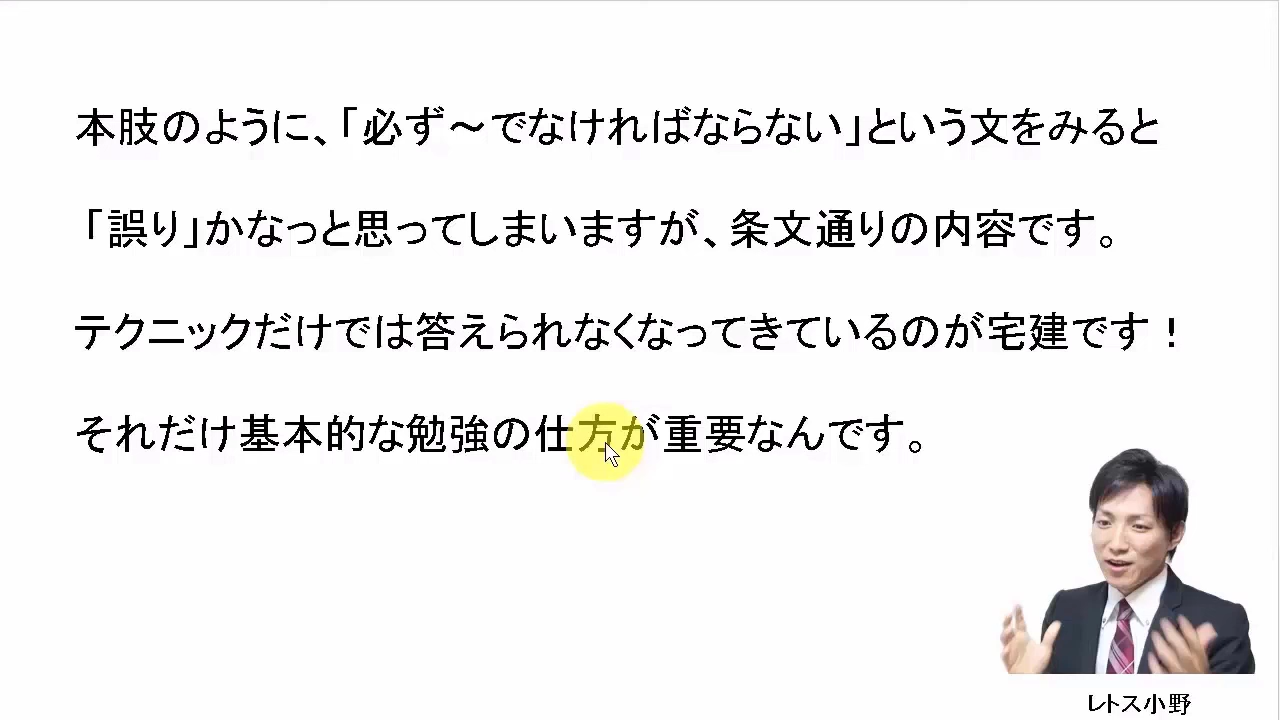 本肢のように、「必ず～でなければならない」という文をみると
「誤り」かなっと思ってしまいますが、条文通りの内容です。
テクニックだけでは答えられなくなってきているのが宅建です！
それだけ基本的な勉強の仕方が重要なんです。
レトス小野